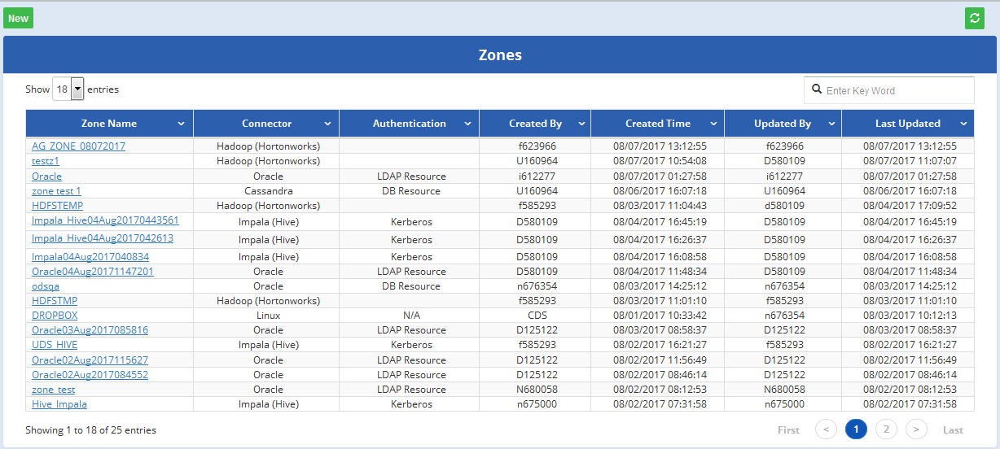 New
Zones
Show 18 entries
Enter Key Word
Zone Name Connector Authentication Created By Created Time Updated By Last Updated
AG_ZONE_08072017 Hadoop (Hortonworks) f623966 08/07/2017 13:12:55 f623966 08/07/2017 13:12:55
testz1 Hadoop (Hortonworks) U160964 08/07/2017 10:54:08 D580109 08/07/2017 11:07:07
Oracle Oracle LDAP Resource i612277 08/07/2017 01:27:58 i612277 08/07/2017 01:27:58
zone test 1 Cassandra DB Resource U160964 08/06/2017 16:07:18 U160964 08/06/2017 16:07:18
HDFSTEMP Hadoop (Hortonworks) f585293 08/03/2017 11:04:43 d580109 08/04/2017 17:09:52
Impala_Hive04Aug20170443561 Impala (Hive) Kerberos D580109 08/04/2017 16:45:19 D580109 08/04/2017 16:45:19
Impala_Hive04Aug2017042613 Impala (Hive) Kerberos D580109 08/04/2017 16:26:37 D580109 08/04/2017 16:26:37
Impala04Aug2017040834 Impala (Hive) Kerberos D580109 08/04/2017 16:08:58 D580109 08/04/2017 16:08:58
Oracle04Aug20171147201 Oracle LDAP Resource D580109 08/04/2017 11:48:34 D580109 08/04/2017 11:48:34
odsqa Oracle DB Resource n676354 08/03/2017 14:25:12 n676354 08/03/2017 14:25:12
HDFSTMP Hadoop (Hortonworks) f585293 08/03/2017 11:01:10 f585293 08/03/2017 11:01:10
DROPBOX Linux N/A CDS 08/01/2017 10:33:42 n676354 08/03/2017 10:12:13
Oracle03Aug2017085816 Oracle LDAP Resource D125122 08/03/2017 08:58:37 D125122 08/03/2017 08:58:37
UDS_HIVE Impala (Hive) Kerberos f585293 08/02/2017 16:21:27 f585293 08/02/2017 16:21:27
Oracle02Aug2017115627 Oracle LDAP Resource D125122 08/02/2017 11:56:49 D125122 08/02/2017 11:56:49
Oracle02Aug2017084552 Oracle LDAP Resource D125122 08/02/2017 08:46:14 D125122 08/02/2017 08:46:14
zone_test Oracle LDAP Resource N680058 08/02/2017 08:12:53 N680058 08/02/2017 08:12:53
Hive_Impala Impala (Hive) Kerberos n675000 08/02/2017 07:31:58 n675000 08/02/2017 07:31:58
Showing 1 to 18 of 25 entries
First < 1 2 > Last